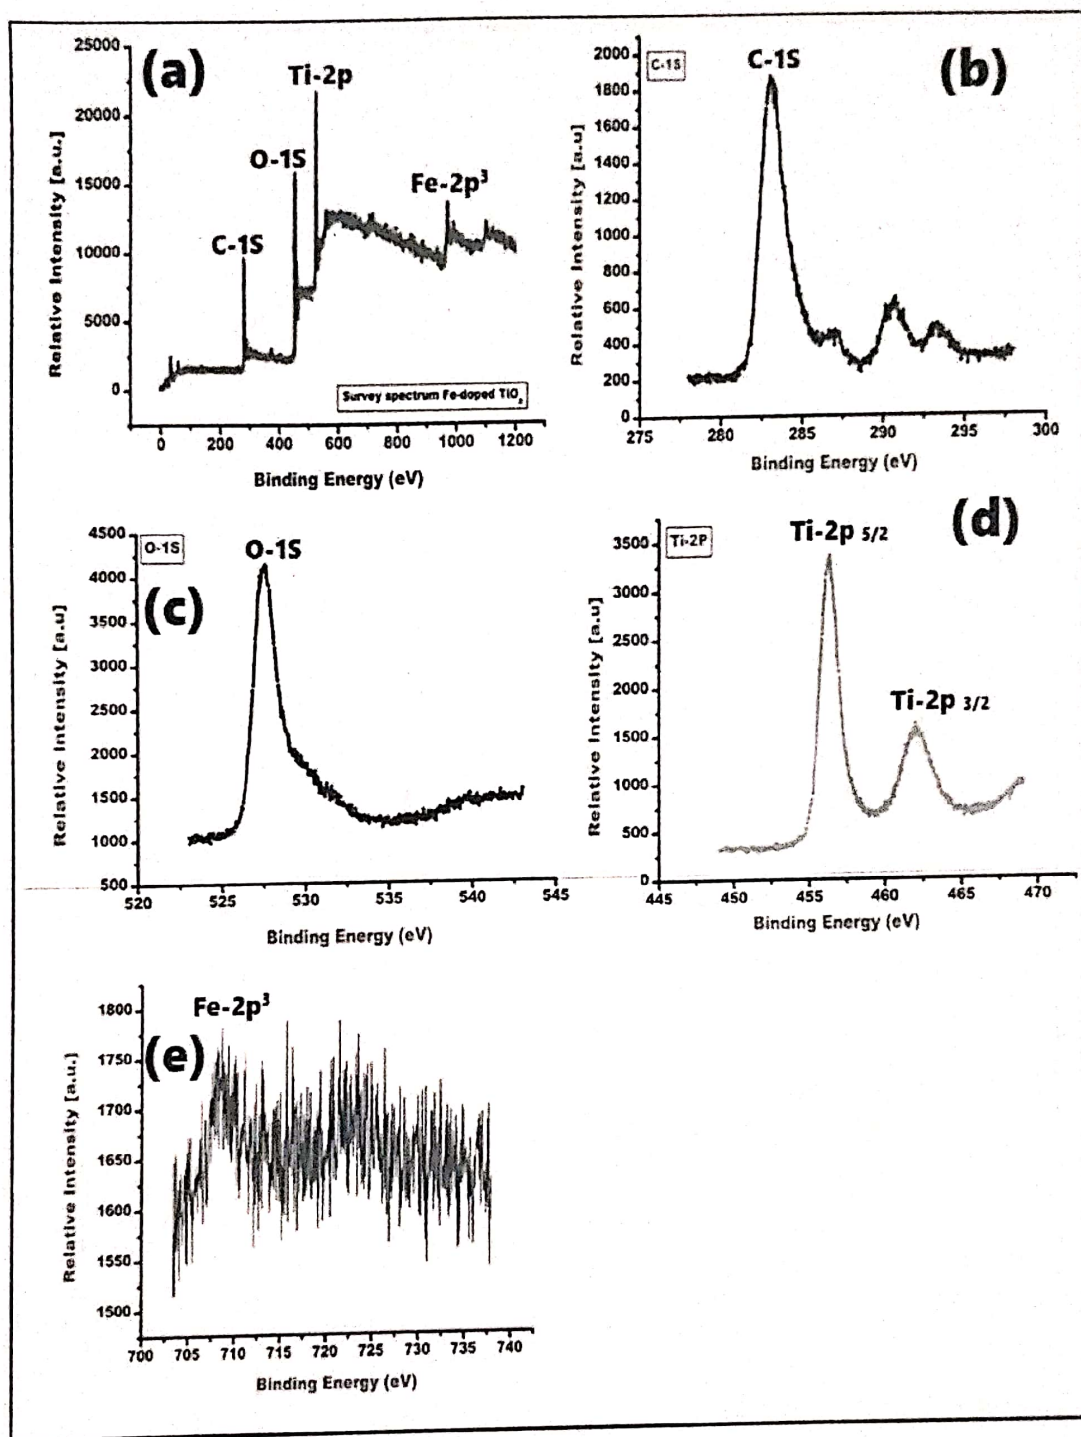 (a)
Ti-2p
O-1S
Fe-2p³
C-1S
Relative Intensity [a.u.]
25000
20000
15000
10000
5000
0
Survey spectrum Fe-doped TiO₂
0 200 400 600 800 1000 1200
Binding Energy (eV)
C-1S
C-1S
(b)
Relative Intensity [a.u]
2000
1800
1600
1400
1200
1000
800
600
400
200
0
275 280 285 290 295 300
Binding Energy (eV)
O-1S
O-1S
(c)
Relative Intensity [a.u]
4500
4000
3500
3000
2500
2000
1500
1000
500
520 525 530 535 540 545
Binding Energy (eV)
(d)
Ti-2P
Ti-2p 5/2
Ti-2p 3/2
Relative Intensity [a.u]
3500
3000
2500
2000
1500
1000
500
0
445 450 455 460 465 470
Binding Energy (eV)
Fe-2p³
(e)
Relative Intensity [a.u.]
1800
1750
1700
1650
1600
1550
1500
700 705 710 715 720 725 730 735 740
Binding Energy (eV)